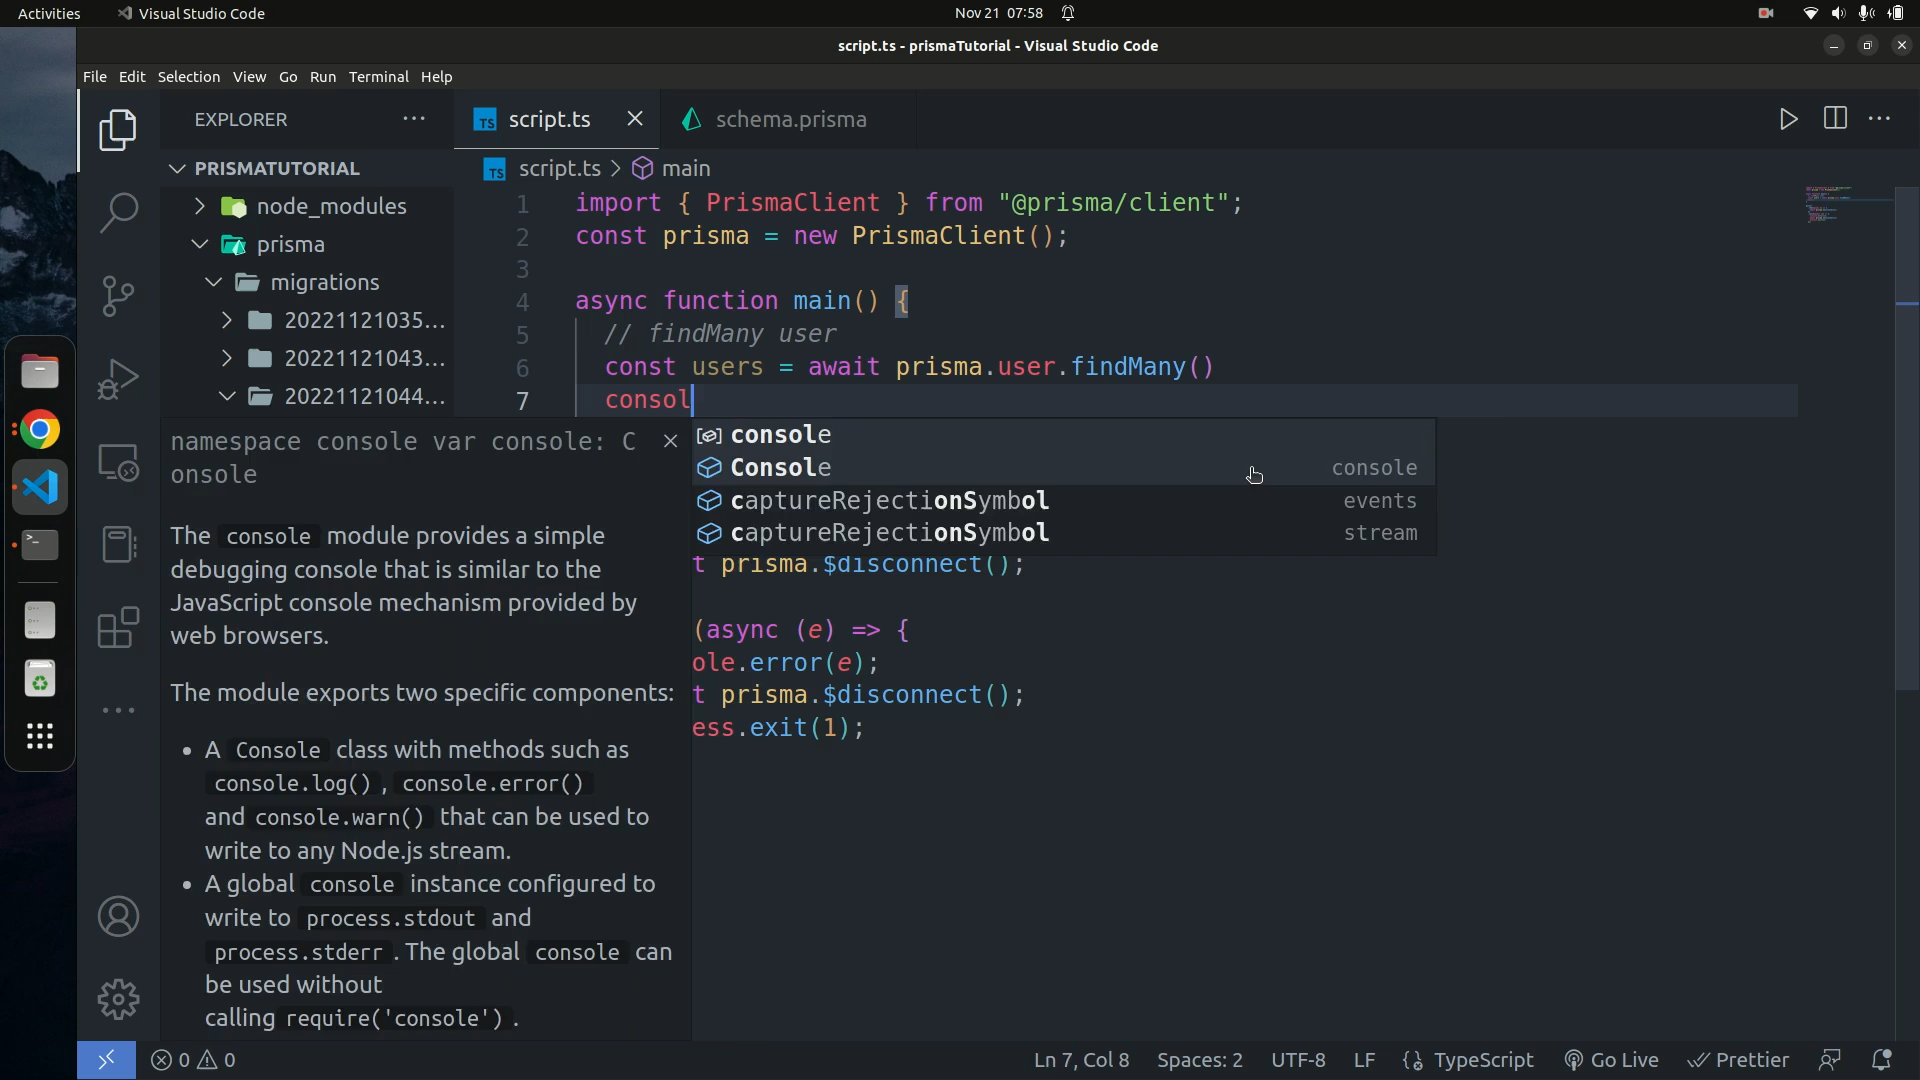 Activities
Visual Studio Code
Nov 21 07:58
script.ts - prismaTutorial - Visual Studio Code
File Edit Selection View Go Run Terminal Help
EXPLORER
script.ts
schema.prisma
PRISMATUTORIAL
node_modules
prisma
migrations
20221121035...
20221121043...
20221121044...
script.ts > main
1 import { PrismaClient } from "@prisma/client";
2 const prisma = new PrismaClient();
3
4 async function main() {
5 // findMany user
6 const users = await prisma.user.findMany()
7 consol
console
Console console
captureRejectionSymbol events
captureRejectionSymbol stream
t prisma.$disconnect();
(async (e) => {
ole.error(e);
t prisma.$disconnect();
ess.exit(1);
namespace console var console: C
onsole
The console module provides a simple
debugging console that is similar to the
JavaScript console mechanism provided by
web browsers.
The module exports two specific components:
• A Console class with methods such as
console.log() , console.error()
and console.warn() that can be used to
write to any Node.js stream.
• A global console instance configured to
write to process.stdout and
process.stderr . The global console can
be used without
calling require('console') .
0 0
Ln 7, Col 8 Spaces: 2 UTF-8 LF TypeScript Go Live Prettier